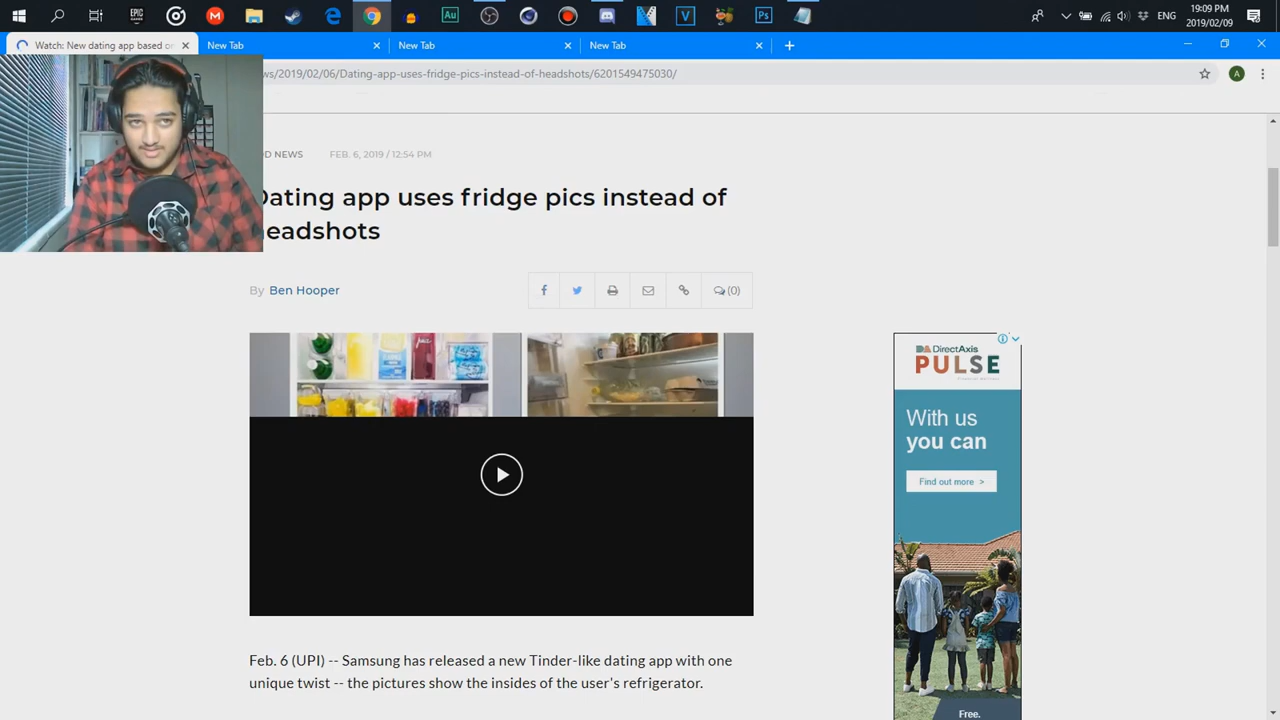 19:09 PM
ENG
2019/02/09
Watch: New dating app based or
New Tab
New Tab
New Tab
ws/2019/02/06/Dating-app-uses-fridge-pics-instead-of-headshots/6201549475030/
A
D NEWS
FEB. 6, 2019 / 12:54 PM
Dating app uses fridge pics instead of
eadshots
By Ben Hooper
(0)
DirectAxis
PULSE
With us
you can
Find out more >
Free.
Feb. 6 (UPI) -- Samsung has released a new Tinder-like dating app with one
unique twist -- the pictures show the insides of the user's refrigerator.